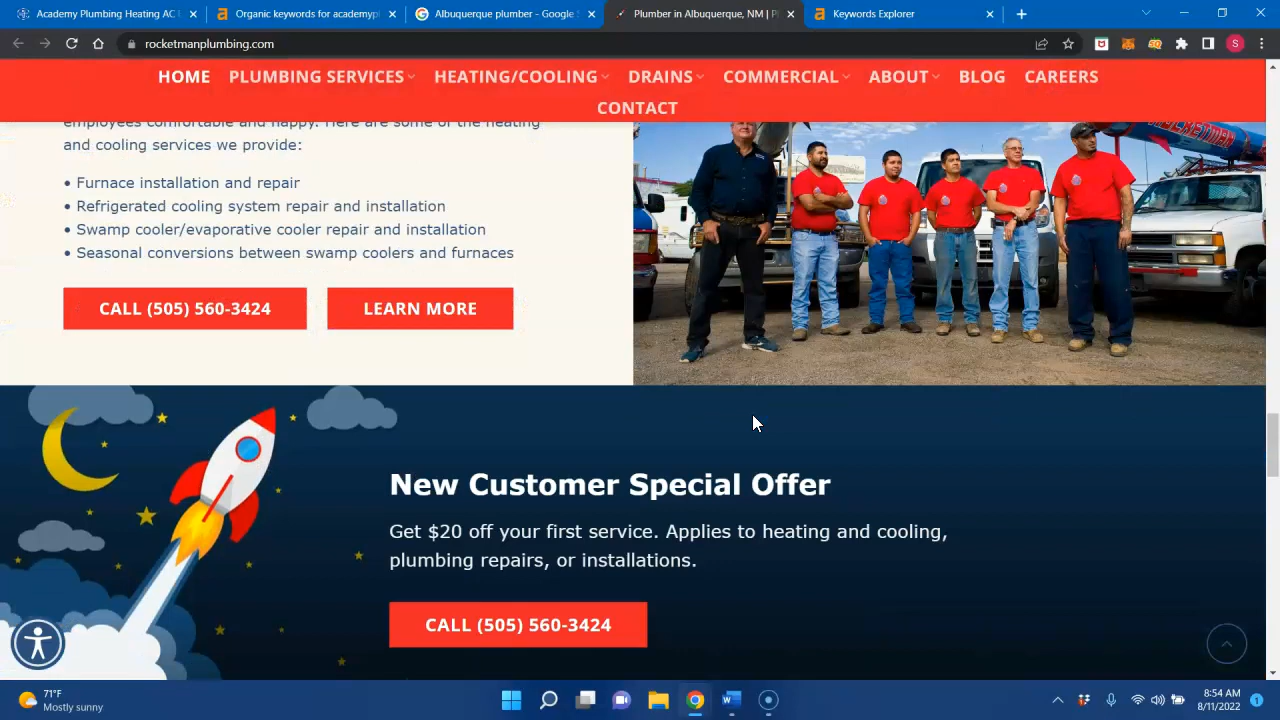 Academy Plumbing Heating AC
Organic keywords for academypl
Albuquerque plumber - Google S
Plumber in Albuquerque, NM | P
Keywords Explorer
rocketmanplumbing.com
S
HOME PLUMBING SERVICES HEATING/COOLING DRAINS COMMERCIAL ABOUT BLOG CAREERS
CONTACT
employees comfortable and happy. Here are some of the heating
and cooling services we provide:
• Furnace installation and repair
• Refrigerated cooling system repair and installation
• Swamp cooler/evaporative cooler repair and installation
• Seasonal conversions between swamp coolers and furnaces
CALL (505) 560-3424
LEARN MORE
New Customer Special Offer
Get $20 off your first service. Applies to heating and cooling,
plumbing repairs, or installations.
CALL (505) 560-3424
71°F
Mostly sunny
8:54 AM
8/11/2022
1